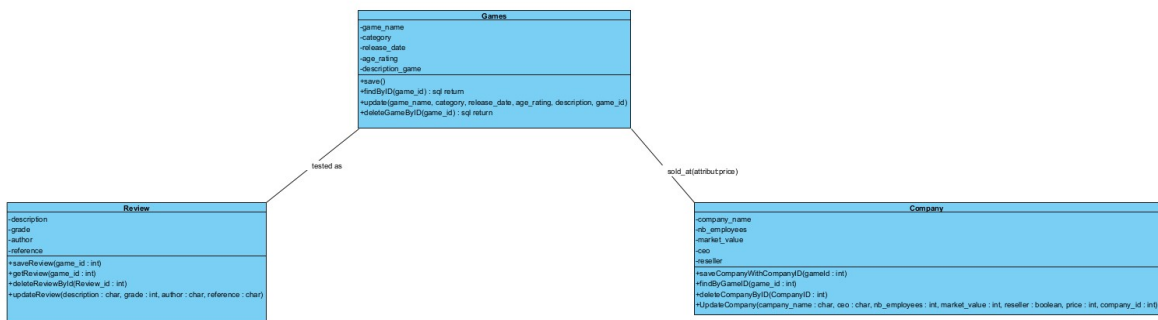 Games
-game_name
-category
-release_date
-age_rating
-description_game
+save()
+findByID(game_id) : sql return
+update(game_name, category, release_date, age_rating, description, game_id)
+deleteGameByID(game_id) : sql return
tested as
sold_at(attribut:price)
Review
-description
-grade
-author
-reference
+saveReview(game_id : int)
+getReview(game_id : int)
+deleteReviewById(Review_id : int)
+updateReview(description : char, grade : int, author : char, reference : char)
Company
-company_name
-nb_employees
-market_value
-ceo
-reseller
+saveCompanyWithCompanyID(gameId : int)
+findByGameID(game_id : int)
+deleteCompanyByID(CompanyID : int)
+UpdateCompany(campany_name : char, ceo : char, nb_employees : int, market_value : int, reseller : boolean, price : int, company_id : int)